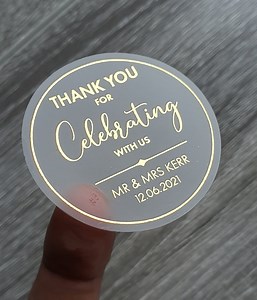 THANK YOU
FOR
Celebrating
WITH US
MR & MRS KERR
12.06.2021